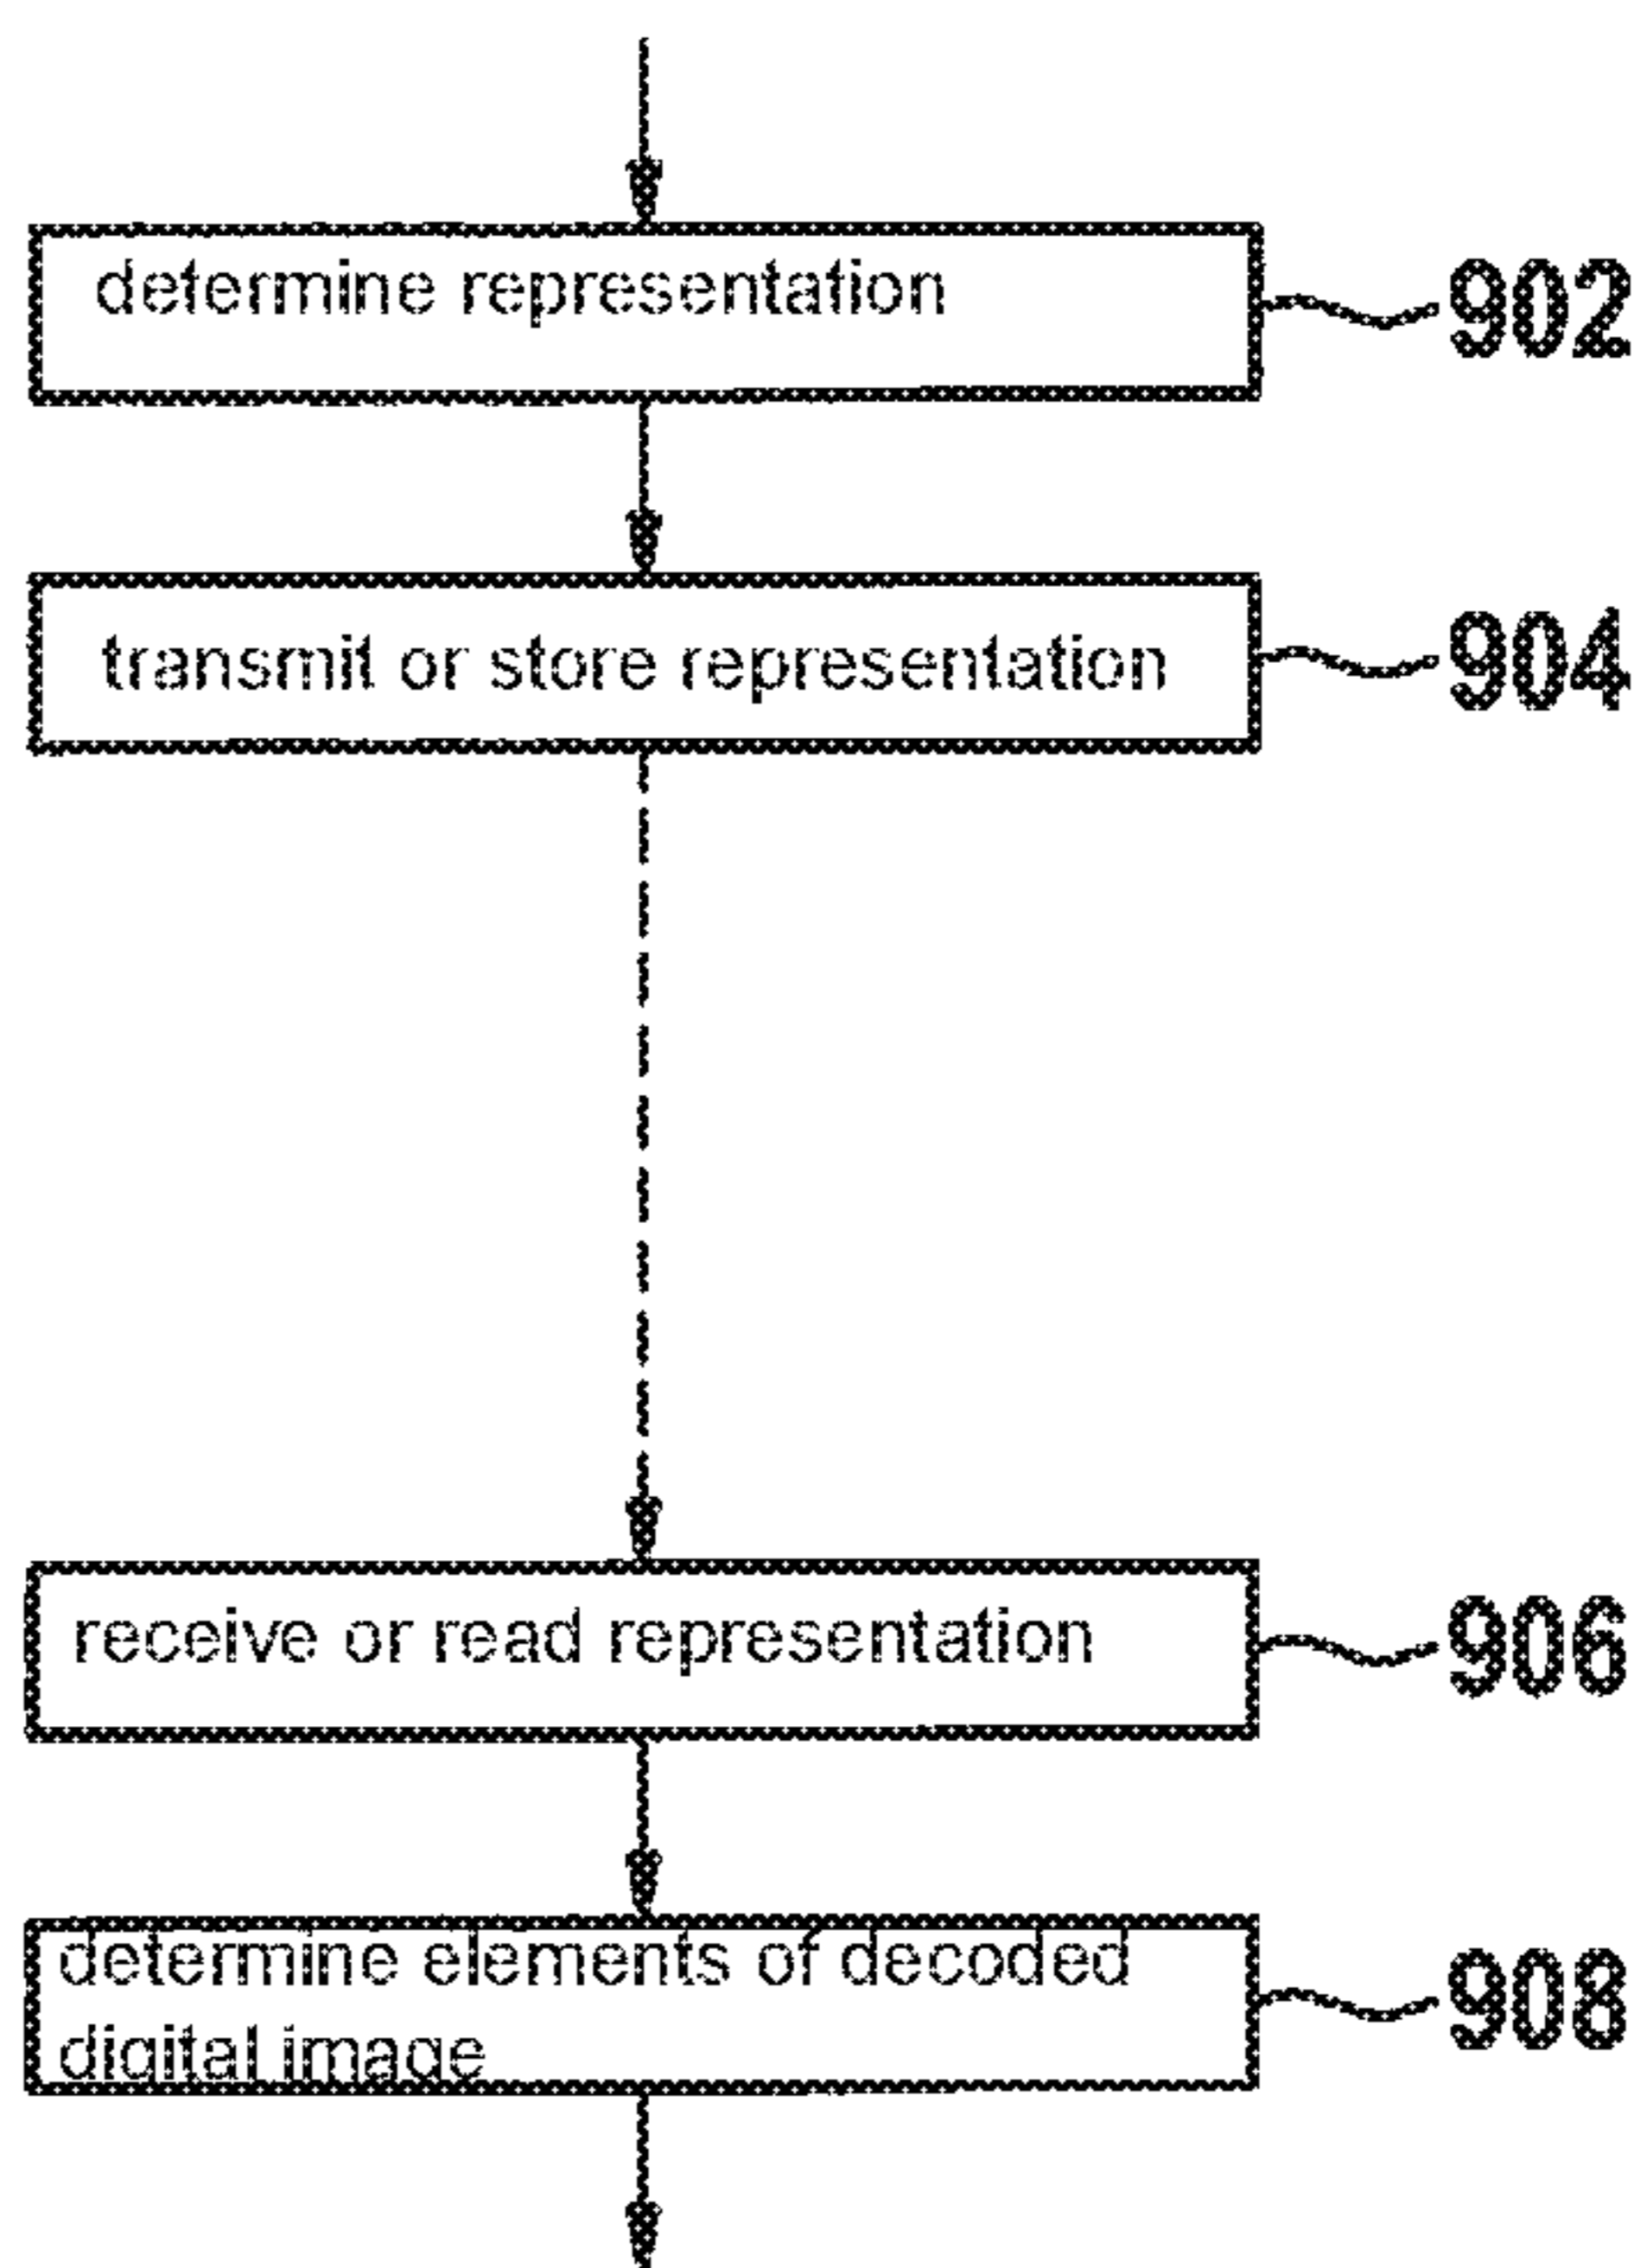 determine representation
902
transmit or store representation
904
receive or read representation
906
determine elements of decoded
digital image
908